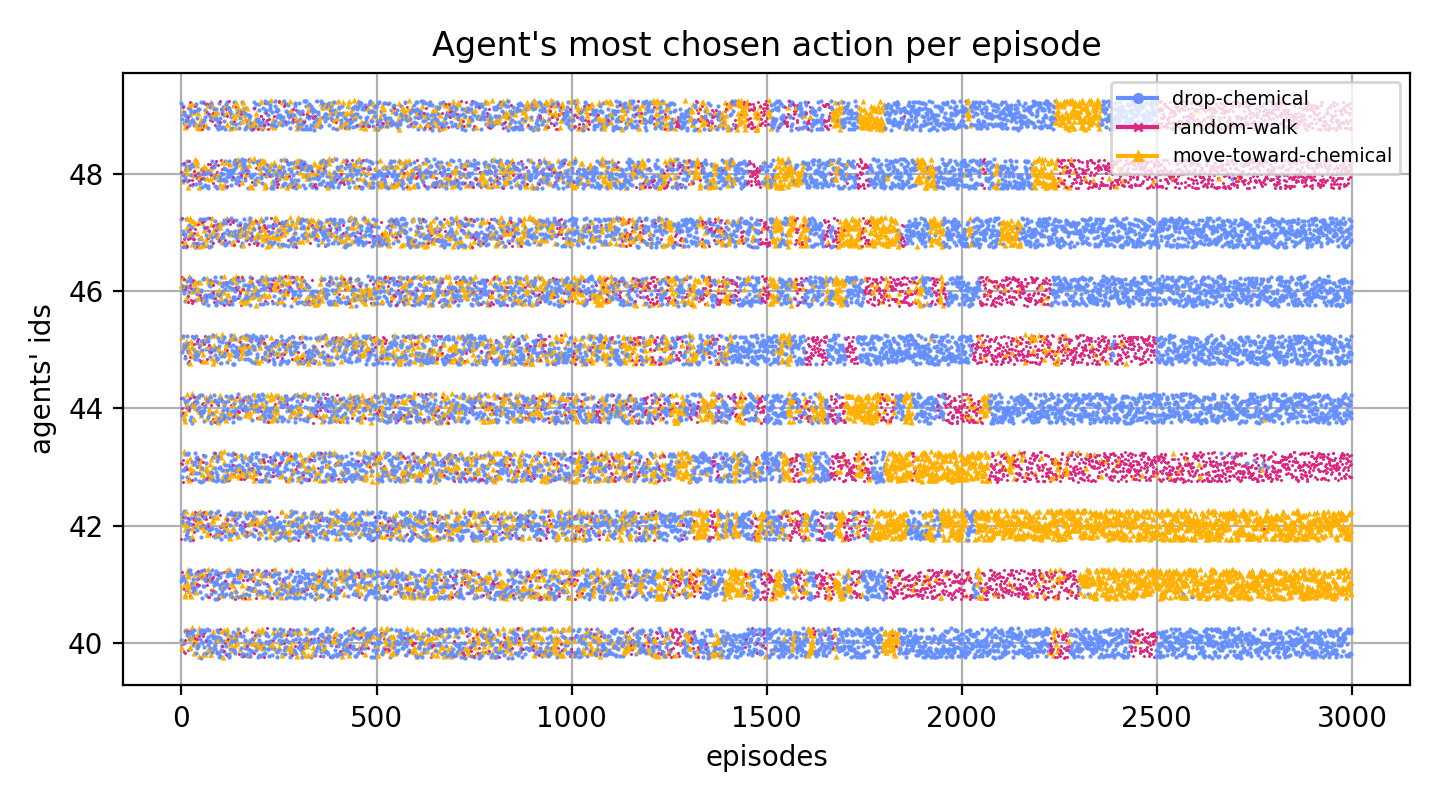 Agent's most chosen action per episode
drop-chemical
random-walk
move-toward-chemical
agents' ids
48
46
44
42
40
0 500 1000 1500 2000 2500 3000
episodes